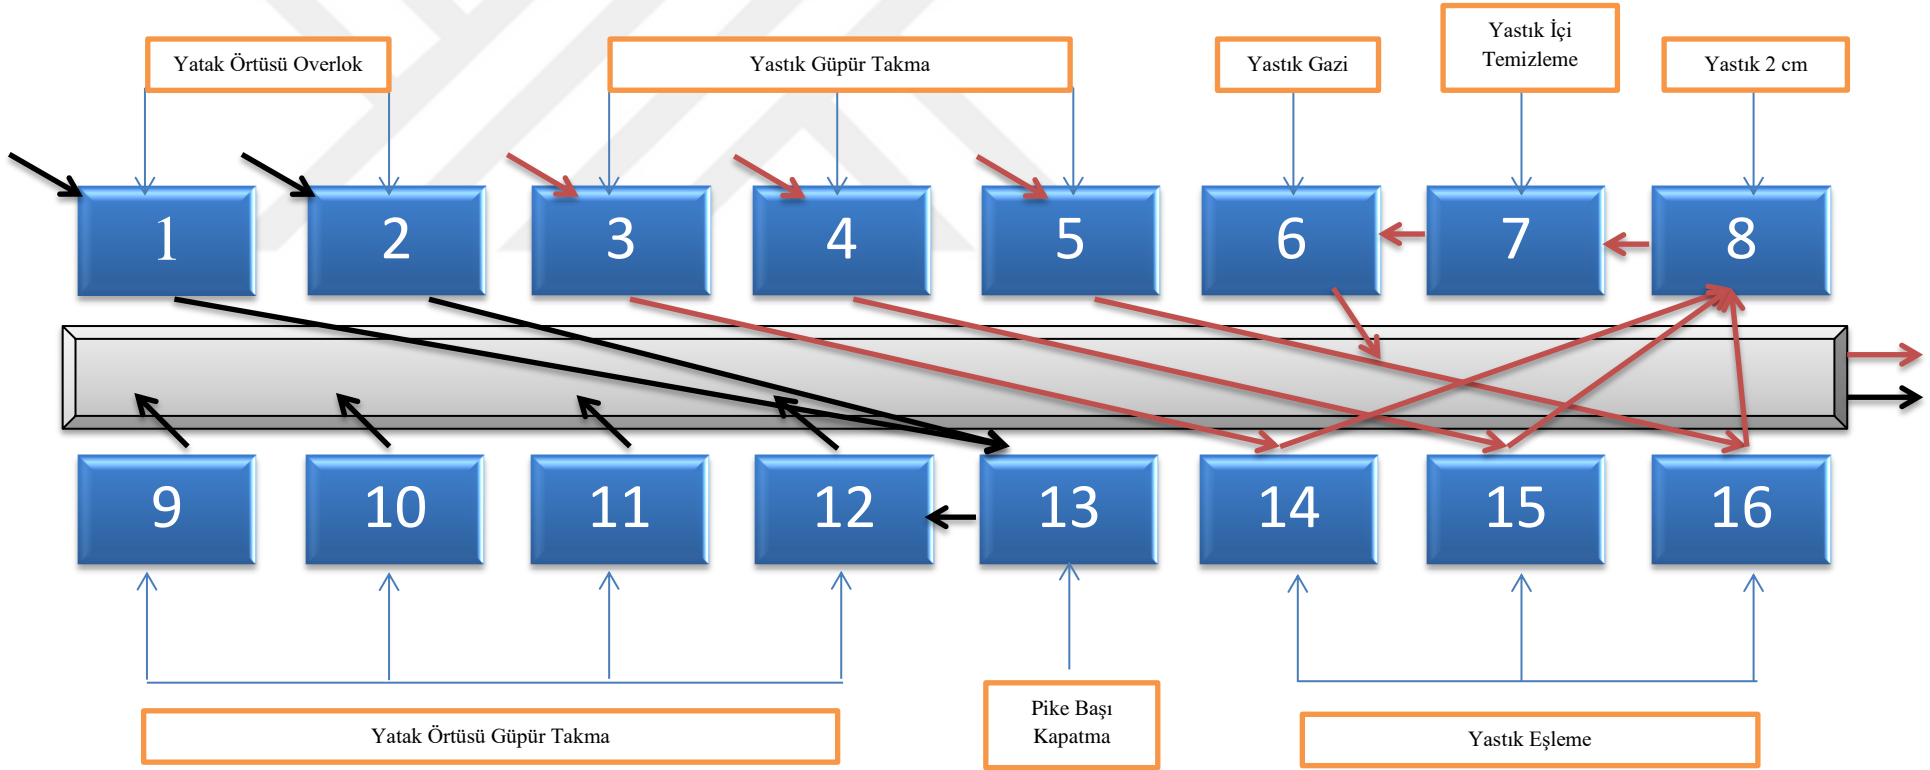 Yatak Örtüsü Overlok
Yastık Güpür Takma
Yastık Gazi
Yastık İçi
Temizleme
Yastık 2 cm
1
2
3
4
5
6
7
8
9
10
11
12
13
14
15
16
Yatak Örtüsü Güpür Takma
Pike Başı
Kapatma
Yastık Eşleme